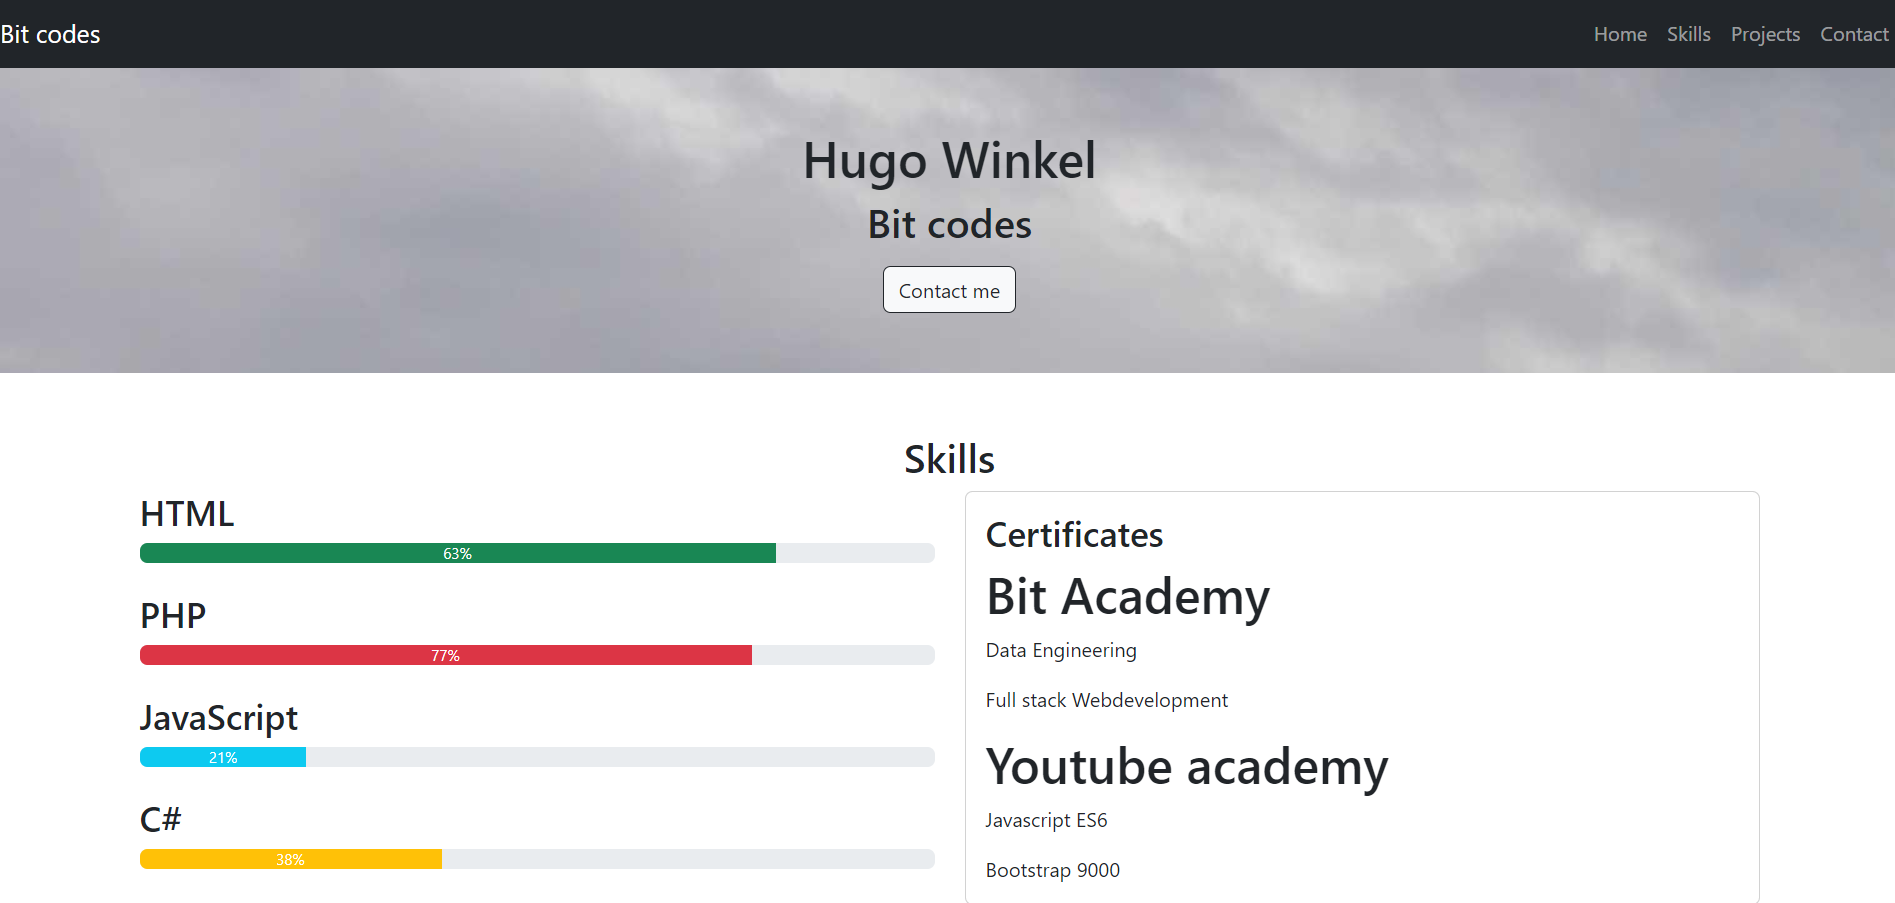 Bit codes
Home Skills Projects Contact
Hugo Winkel
Bit codes
Contact me
Skills
HTML
63%
PHP
77%
JavaScript
21%
C#
38%
Certificates
Bit Academy
Data Engineering
Full stack Webdevelopment
Youtube academy
Javascript ES6
Bootstrap 9000